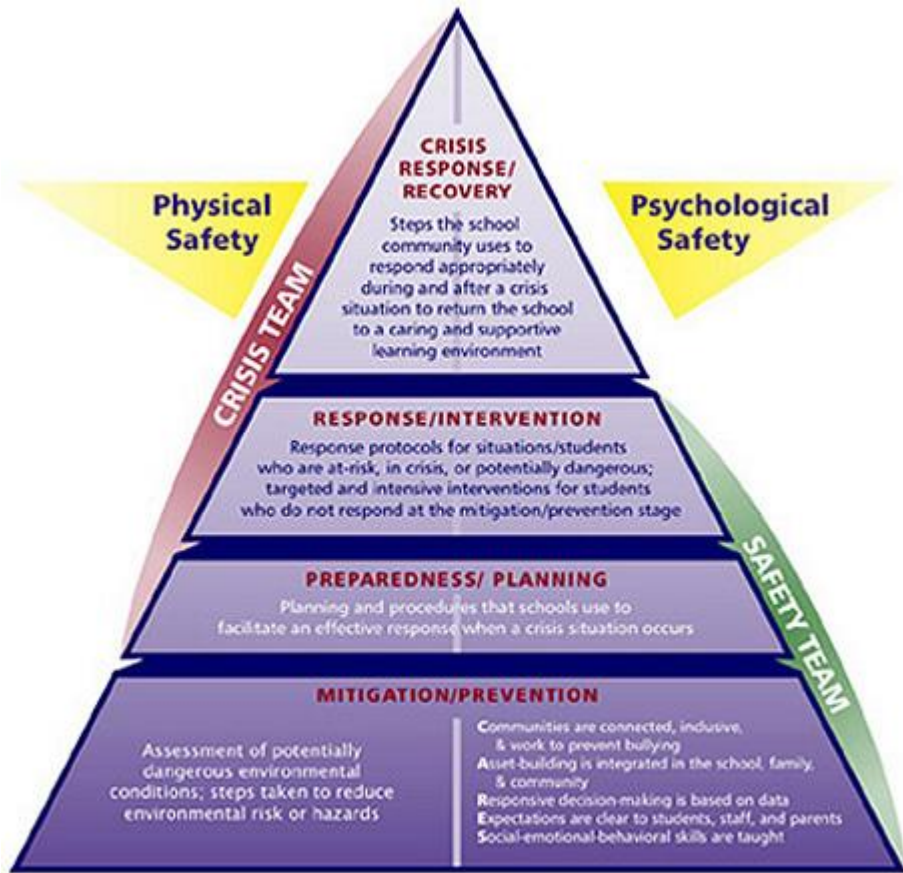 CRISIS
RESPONSE/
RECOVERY
Steps the school
community uses to
respond appropriately
during and after a crisis
situation to return the school
to a caring and supportive
learning environment
Physical
Safety
Psychological
Safety
CRISIS TEAM
RESPONSE/INTERVENTION
Response protocols for situations/students
who are at-risk, in crisis, or potentially dangerous;
targeted and intensive interventions for students
who do not respond at the mitigation/prevention stage
SAFETY TEAM
PREPAREDNESS/ PLANNING
Planning and procedures that schools use to
facilitate an effective response when a crisis situation occurs
MITIGATION/PREVENTION
Assessment of potentially
dangerous environmental
conditions; steps taken to reduce
environmental risk or hazards
Communities are connected, inclusive,
& work to prevent bullying
Asset-building is integrated in the school, family,
& community
Responsive decision-making is based on data
Expectations are clear to students, staff, and parents
Social-emotional-behavioral skills are taught